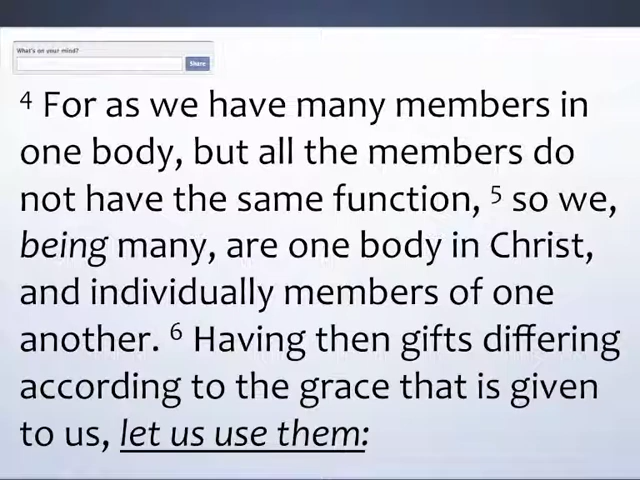 What's on your mind?
Share
⁴ For as we have many members in
one body, but all the members do
not have the same function, ⁵ so we,
being many, are one body in Christ,
and individually members of one
another. ⁶ Having then gifts differing
according to the grace that is given
to us, let us use them: